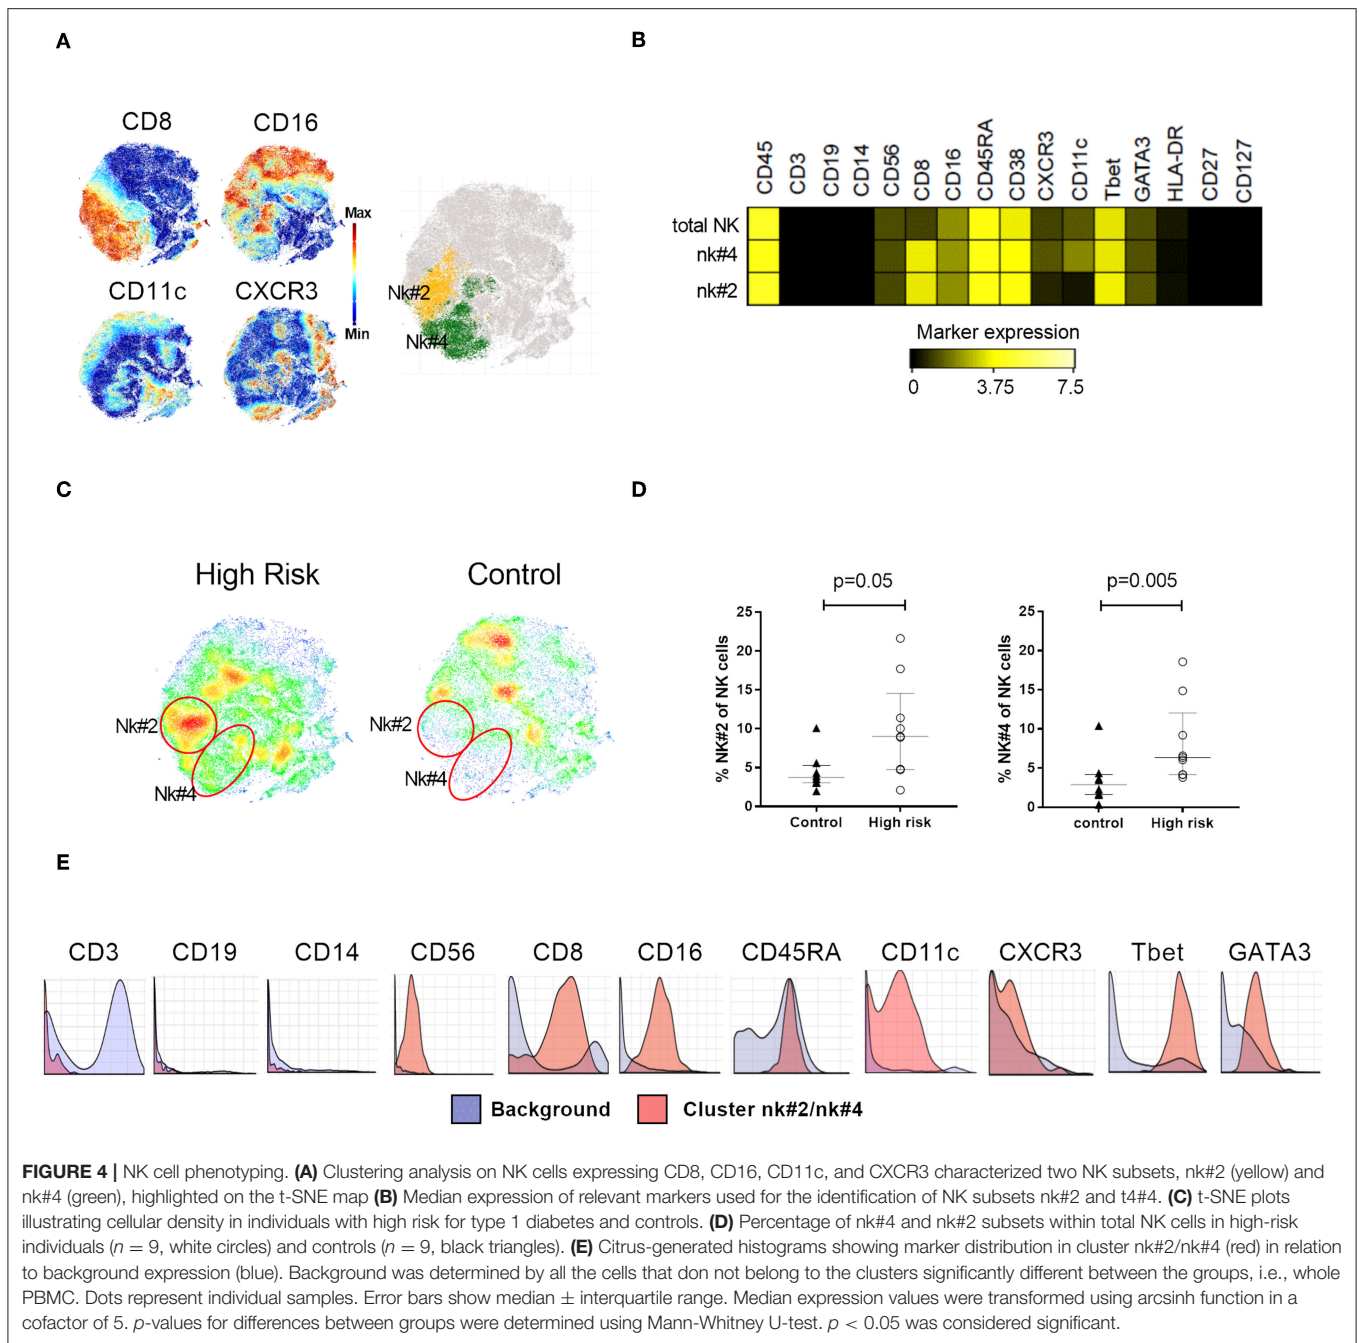 A
CD8 CD16
Max
Min
CD11c CXCR3
Nk#2
Nk#4
B
CD45 CD3 CD19 CD14 CD56 CD8 CD16 CD45RA CD38 CXCR3 CD11c Tbet GATA3 HLA-DR CD27 CD127
total NK
nk#4
nk#2
Marker expression
0 3.75 7.5
C
High Risk Control
Nk#2
Nk#4
Nk#2
Nk#4
D
p=0.05
% NK#2 of NK cells
25
20
15
10
5
0
Control High risk
p=0.005
% NK#4 of NK cells
25
20
15
10
5
0
control High risk
E
CD3 CD19 CD14 CD56 CD8 CD16 CD45RA CD11c CXCR3 Tbet GATA3
Background Cluster nk#2/nk#4
FIGURE 4 | NK cell phenotyping. (A) Clustering analysis on NK cells expressing CD8, CD16, CD11c, and CXCR3 characterized two NK subsets, nk#2 (yellow) and
nk#4 (green), highlighted on the t-SNE map (B) Median expression of relevant markers used for the identification of NK subsets nk#2 and t4#4. (C) t-SNE plots
illustrating cellular density in individuals with high risk for type 1 diabetes and controls. (D) Percentage of nk#4 and nk#2 subsets within total NK cells in high-risk
individuals (n = 9, white circles) and controls (n = 9, black triangles). (E) Citrus-generated histograms showing marker distribution in cluster nk#2/nk#4 (red) in relation
to background expression (blue). Background was determined by all the cells that don not belong to the clusters significantly different between the groups, i.e., whole
PBMC. Dots represent individual samples. Error bars show median ± interquartile range. Median expression values were transformed using arcsinh function in a
cofactor of 5. p-values for differences between groups were determined using Mann-Whitney U-test. p < 0.05 was considered significant.